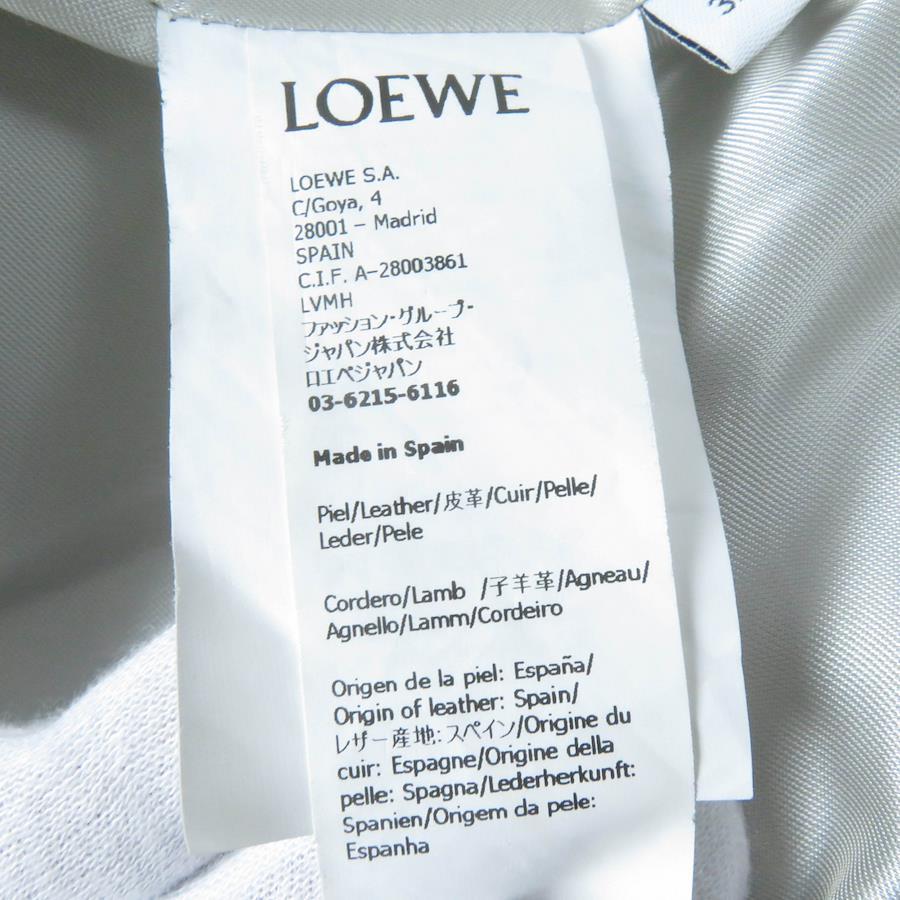 LOEWE
LOEWE S.A.
C/Goya, 4
28001 – Madrid
SPAIN
C.I.F. A-28003861
LVMH
ファッション・グループ・
ジャパン株式会社
ロエベジャパン
03-6215-6116
Made in Spain
Piel/Leather/皮革/Cuir/Pelle/
Leder/Pele
Cordero/Lamb /子羊革/Agneau/
Agnello/Lamm/Cordeiro
Origen de la piel: España/
Origin of leather: Spain/
レザー産地:スペイン/Origine du
cuir: Espagne/Origine della
pelle: Spagna/Lederherkunft:
Spanien/Origem da pele:
Espanha